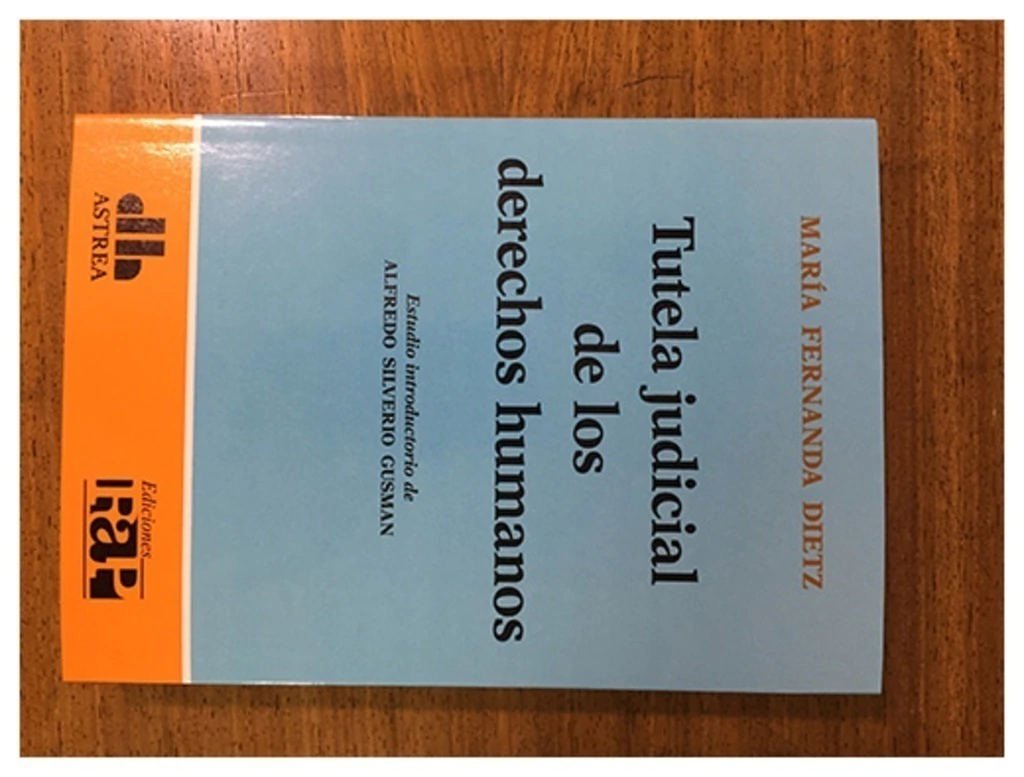 MARÍA FERNANDA DIETZ
Tutela judicial
de los
derechos humanos
Estudio introductorio de
ALFREDO SILVERIO GUSMAN
ASTREA
Ediciones
RaP